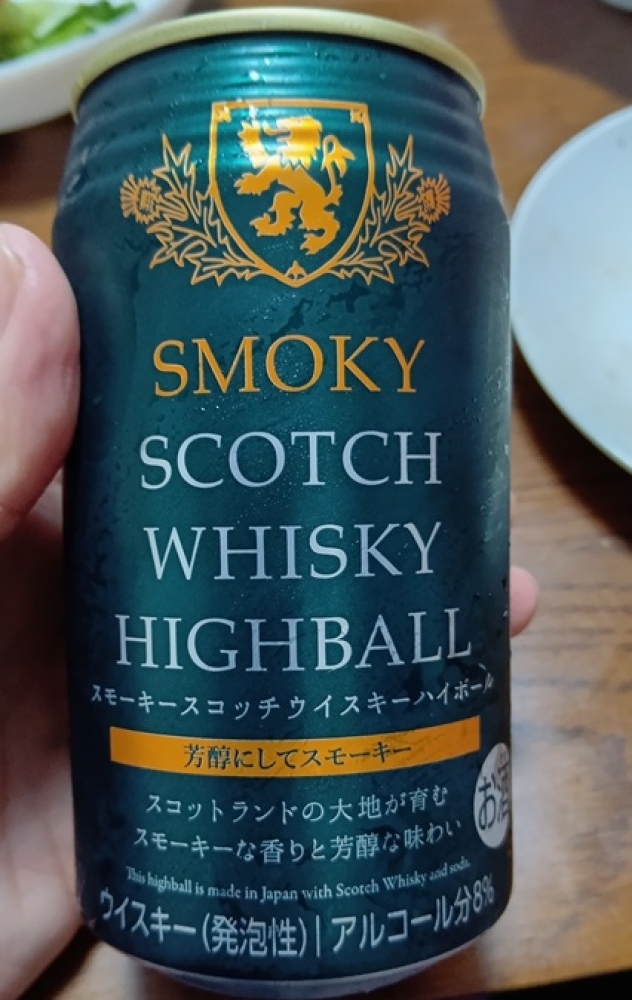 SMOKY
SCOTCH
WHISKY
HIGHBALL
スモーキースコッチウイスキーハイボール
芳醇にしてスモーキー
スコットランドの大地が育む
スモーキーな香りと芳醇な味わい
お酒
This highball is made in Japan with Scotch Whisky and soda.
ウイスキー(発泡性)|アルコール分8%